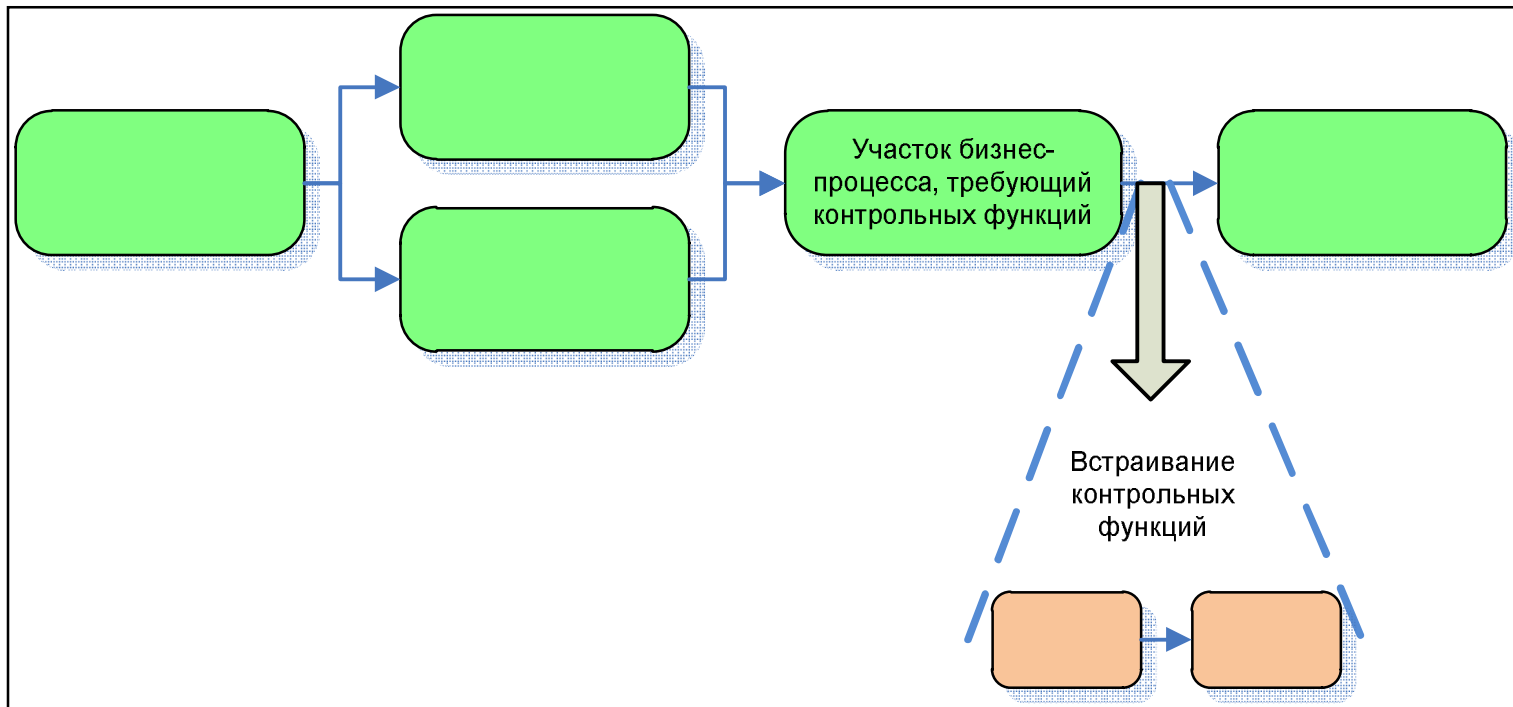 Участок бизнес-
процесса, требующий
контрольных функций
Встраивание
контрольных
функций